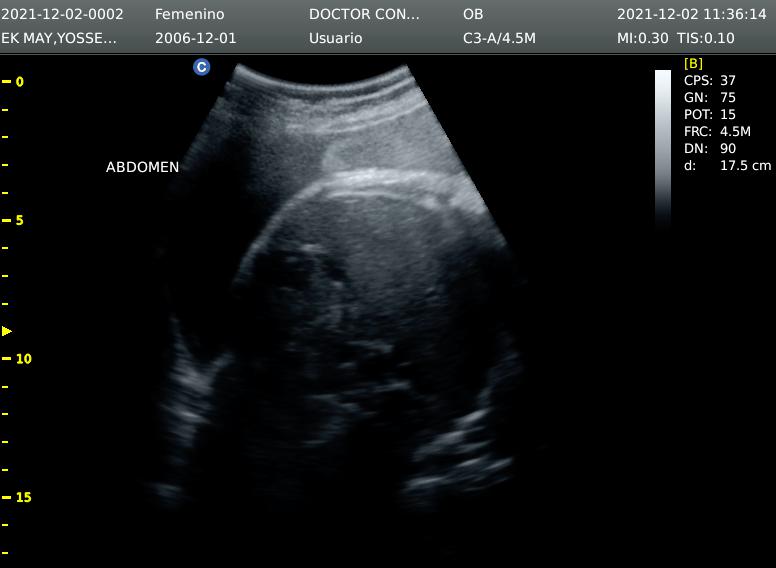 2021-12-02-0002 Femenino DOCTOR CON... OB 2021-12-02 11:36:14
EK MAY,YOSSE... 2006-12-01 Usuario C3-A/4.5M MI:0.30 TIS:0.10
C
[B]
CPS: 37
GN: 75
POT: 15
FRC: 4.5M
DN: 90
d: 17.5 cm
ABDOMEN
0
5
10
15